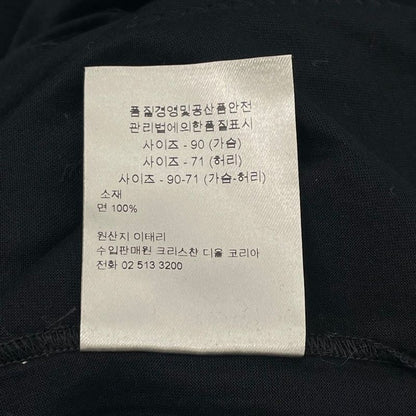 품질경영및공산품안전
관리법에의한품질표시
사이즈 - 90 (가슴)
사이즈 - 71 (허리)
사이즈 - 90-71 (가슴-허리)
소재
면 100%
원산지 이태리
수입판매원 크리스챤 디올 코리아
전화 02 513 3200